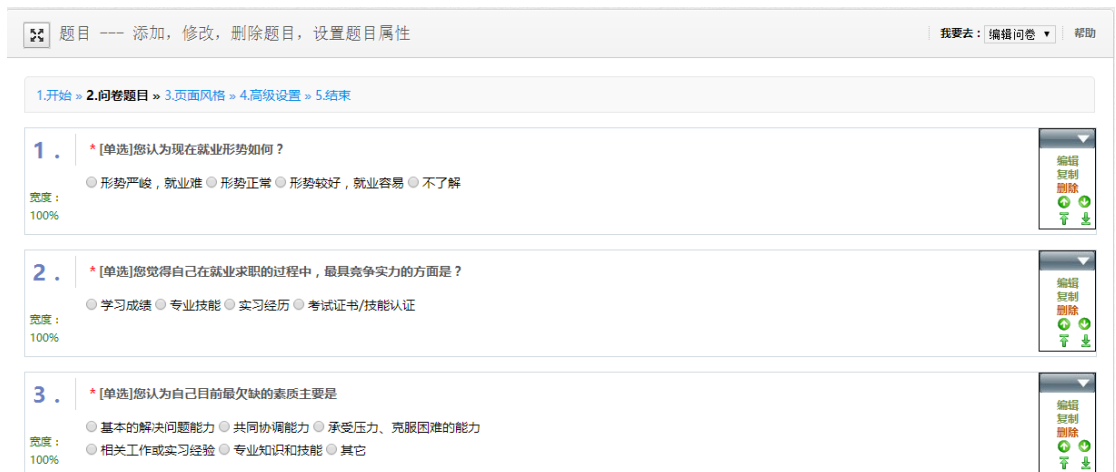 题目 --- 添加，修改，删除题目，设置题目属性
我要去：编辑问卷 ▼ 帮助
1.开始 » 2.问卷题目 » 3.页面风格 » 4.高级设置 » 5.结束
1 .
* [单选]您认为现在就业形势如何？
形势严峻，就业难 形势正常 形势较好，就业容易 不了解
宽度：
100%
编辑
复制
删除
2 .
* [单选]您觉得自己在就业求职的过程中，最具竞争实力的方面是？
学习成绩 专业技能 实习经历 考试证书/技能认证
宽度：
100%
编辑
复制
删除
3 .
* [单选]您认为自己目前最欠缺的素质主要是
基本的解决问题能力 共同协调能力 承受压力、克服困难的能力
相关工作或实习经验 专业知识和技能 其它
宽度：
100%
编辑
复制
删除